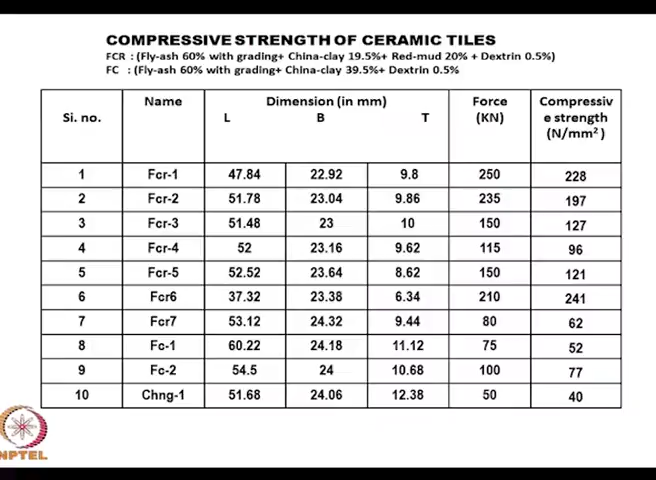 COMPRESSIVE STRENGTH OF CERAMIC TILES
FCR : (Fly-ash 60% with grading+ China-clay 19.5%+ Red-mud 20% + Dextrin 0.5%)
FC : (Fly-ash 60% with grading+ China-clay 39.5%+ Dextrin 0.5%
Si. no. Name Dimension (in mm) L B T Force (KN) Compressiv e strength (N/mm²)
1 Fcr-1 47.84 22.92 9.8 250 228
2 Fcr-2 51.78 23.04 9.86 235 197
3 Fcr-3 51.48 23 10 150 127
4 Fcr-4 52 23.16 9.62 115 96
5 Fcr-5 52.52 23.64 8.62 150 121
6 Fcr6 37.32 23.38 6.34 210 241
7 Fcr7 53.12 24.32 9.44 80 62
8 Fc-1 60.22 24.18 11.12 75 52
9 Fc-2 54.5 24 10.68 100 77
10 Chng-1 51.68 24.06 12.38 50 40
NPTEL